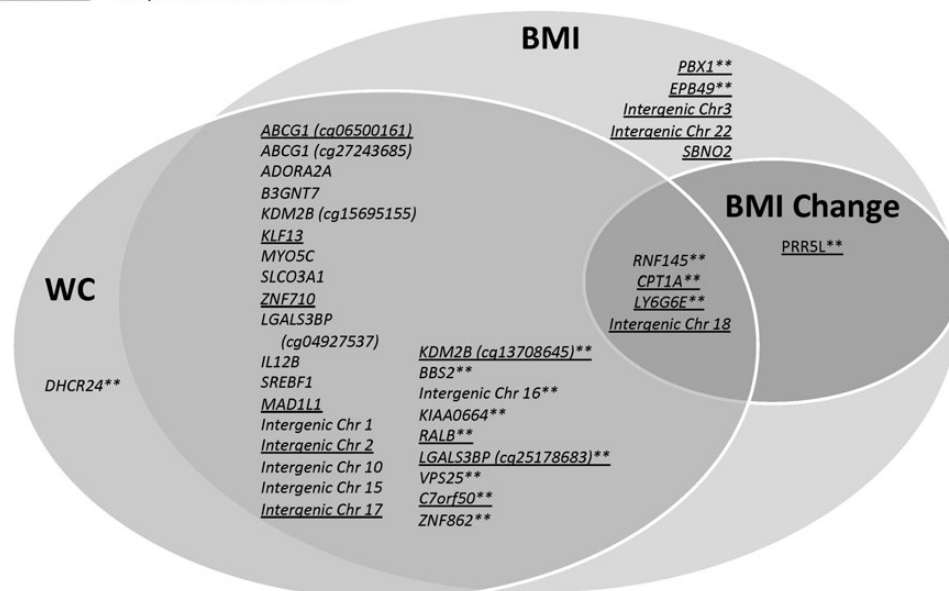 BMI
PBX1**
EPB49**
Intergenic Chr3
Intergenic Chr 22
SBNO2
BMI Change
PRR5L**
RNF145**
CPT1A**
LY6G6E**
Intergenic Chr 18
WC
DHCR24**
ABCG1 (cg06500161)
ABCG1 (cg27243685)
ADORA2A
B3GNT7
KDM2B (cg15695155)
KLF13
MYO5C
SLCO3A1
ZNF710
LGALS3BP
(cg04927537)
IL12B
SREBF1
MAD1L1
Intergenic Chr 1
Intergenic Chr 2
Intergenic Chr 10
Intergenic Chr 15
Intergenic Chr 17
KDM2B (cg13708645)**
BBS2**
Intergenic Chr 16**
KIAA0664**
RALB**
LGALS3BP (cg25178683)**
VPS25**
C7orf50**
ZNF862**